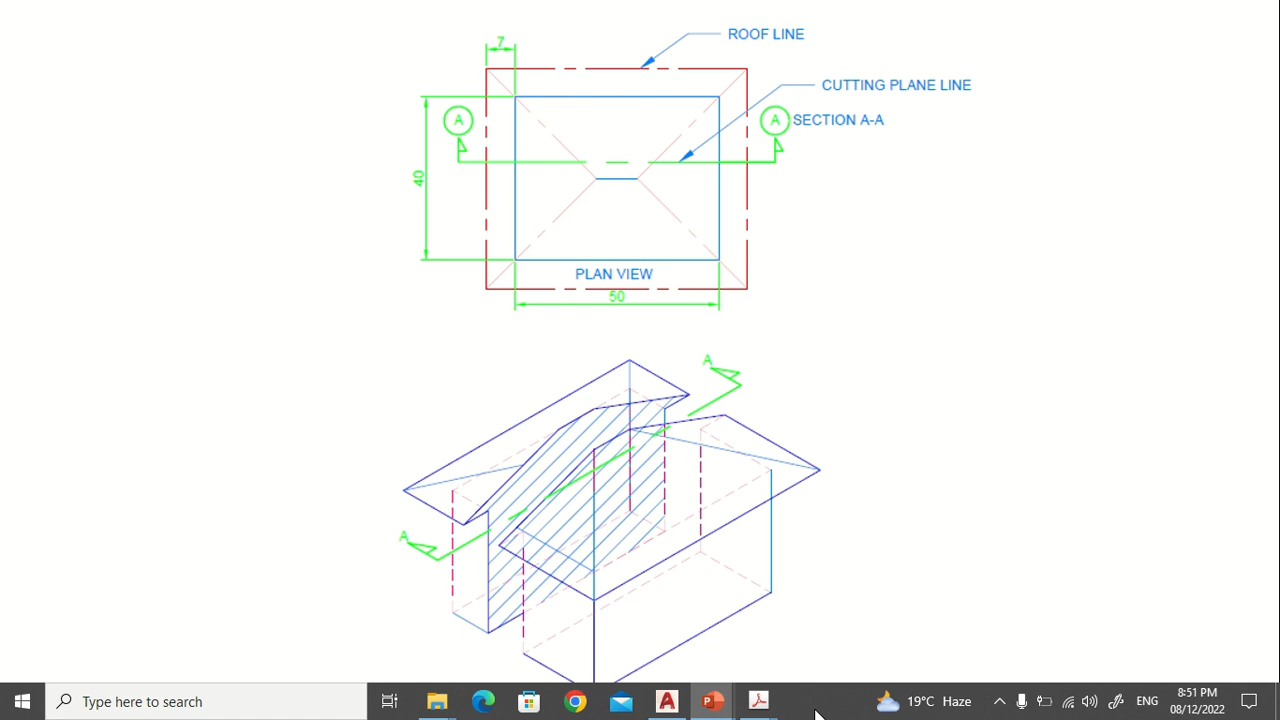 7
ROOF LINE
CUTTING PLANE LINE
A
A
SECTION A-A
40
PLAN VIEW
50
A
A
Type here to search
19°C Haze
ENG
8:51 PM
08/12/2022